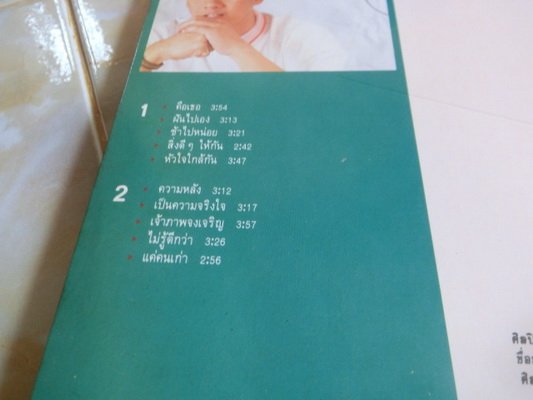 1
คือเธอ 3:54
ฝันไปเอง 3:13
ช้าไปหน่อย 3:21
สิ่งดีๆ ให้กัน 2:42
หัวใจใกล้กัน 3:47
2
ความหลัง 3:12
เป็นความจริงใจ 3:17
เจ้าภาพจงเจริญ 3:57
ไม่รู้ดีกว่า 3:26
แค่คนเก่า 2:56